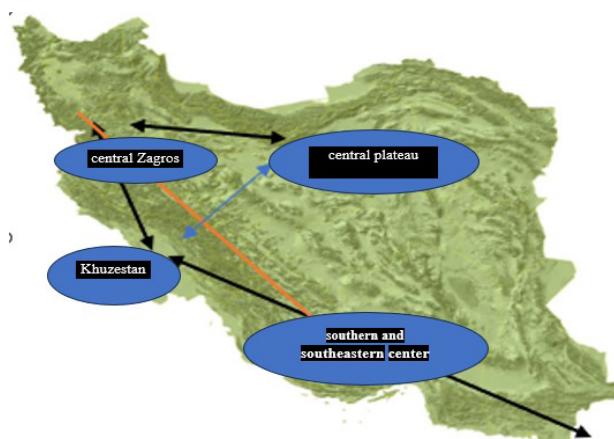 central Zagros
central plateau
Khuzestan
southern and
southeastern center